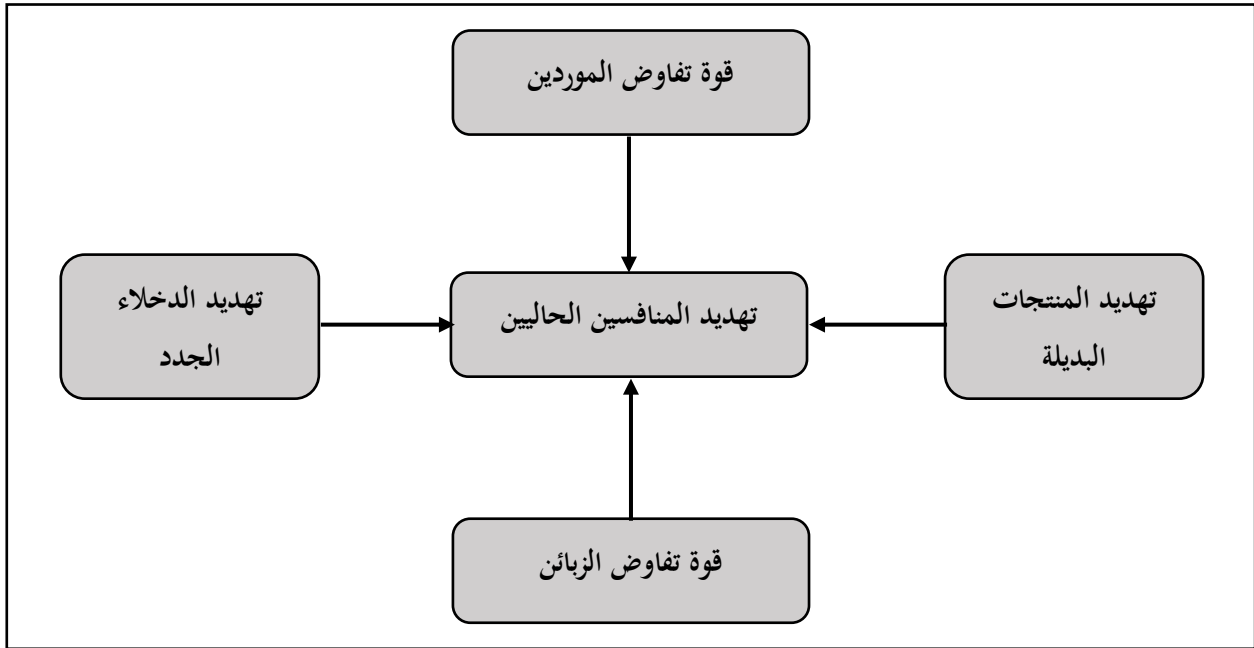 قوة تفاوض الموردين
تهديد المنتجات
البديلة
تهديد المنافسين الحاليين
تهديد الدخلاء
الجدد
قوة تفاوض الزبائن